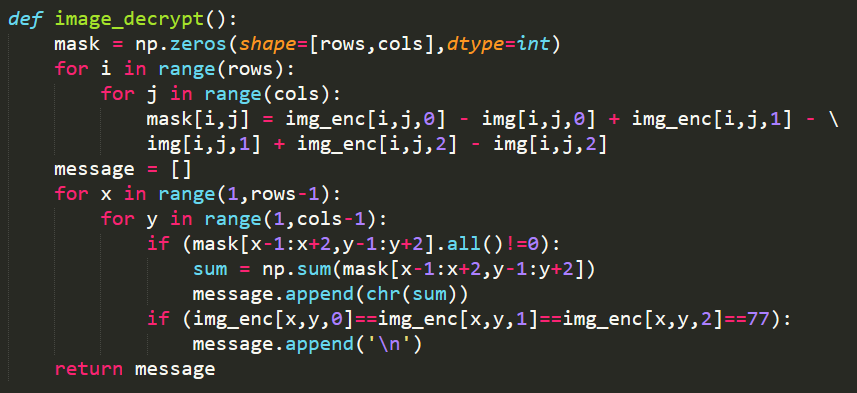 def image_decrypt():
    mask = np.zeros(shape=[rows,cols],dtype=int)
    for i in range(rows):
        for j in range(cols):
            mask[i,j] = img_enc[i,j,0] - img[i,j,0] + img_enc[i,j,1] - \
            img[i,j,1] + img_enc[i,j,2] - img[i,j,2]
    message = []
    for x in range(1,rows-1):
        for y in range(1,cols-1):
            if (mask[x-1:x+2,y-1:y+2].all()!=0):
                sum = np.sum(mask[x-1:x+2,y-1:y+2])
                message.append(chr(sum))
            if (img_enc[x,y,0]==img_enc[x,y,1]==img_enc[x,y,2]==77):
                message.append('\n')
    return message